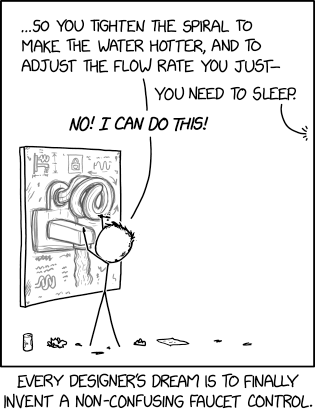 ...SO YOU TIGHTEN THE SPIRAL TO
MAKE THE WATER HOTTER, AND TO
ADJUST THE FLOW RATE YOU JUST—
YOU NEED TO SLEEP.
NO! I CAN DO THIS!
EVERY DESIGNER'S DREAM IS TO FINALLY
INVENT A NON-CONFUSING FAUCET CONTROL.